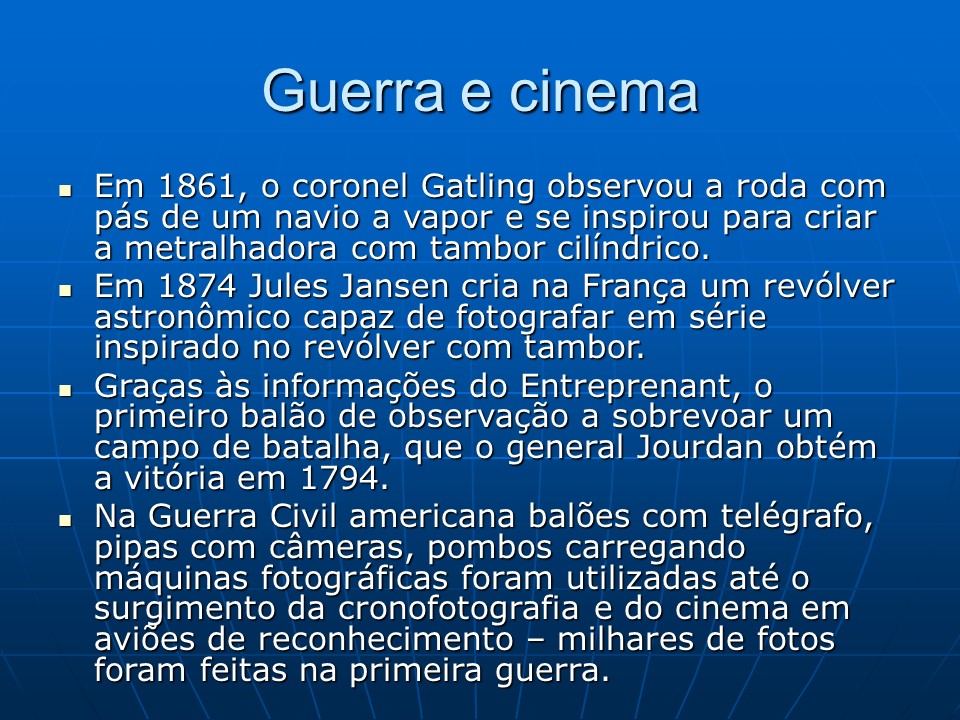 Guerra e cinema
Em 1861, o coronel Gatling observou a roda com
pás de um navio a vapor e se inspirou para criar
a metralhadora com tambor cilíndrico.
Em 1874 Jules Jansen cria na França um revólver
astronômico capaz de fotografar em série
inspirado no revólver com tambor.
Graças às informações do Entreprenant, o
primeiro balão de observação a sobrevoar um
campo de batalha, que o general Jourdan obtém
a vitória em 1794.
Na Guerra Civil americana balões com telégrafo,
pipas com câmeras, pombos carregando
máquinas fotográficas foram utilizadas até o
surgimento da cronofotografia e do cinema em
aviões de reconhecimento – milhares de fotos
foram feitas na primeira guerra.